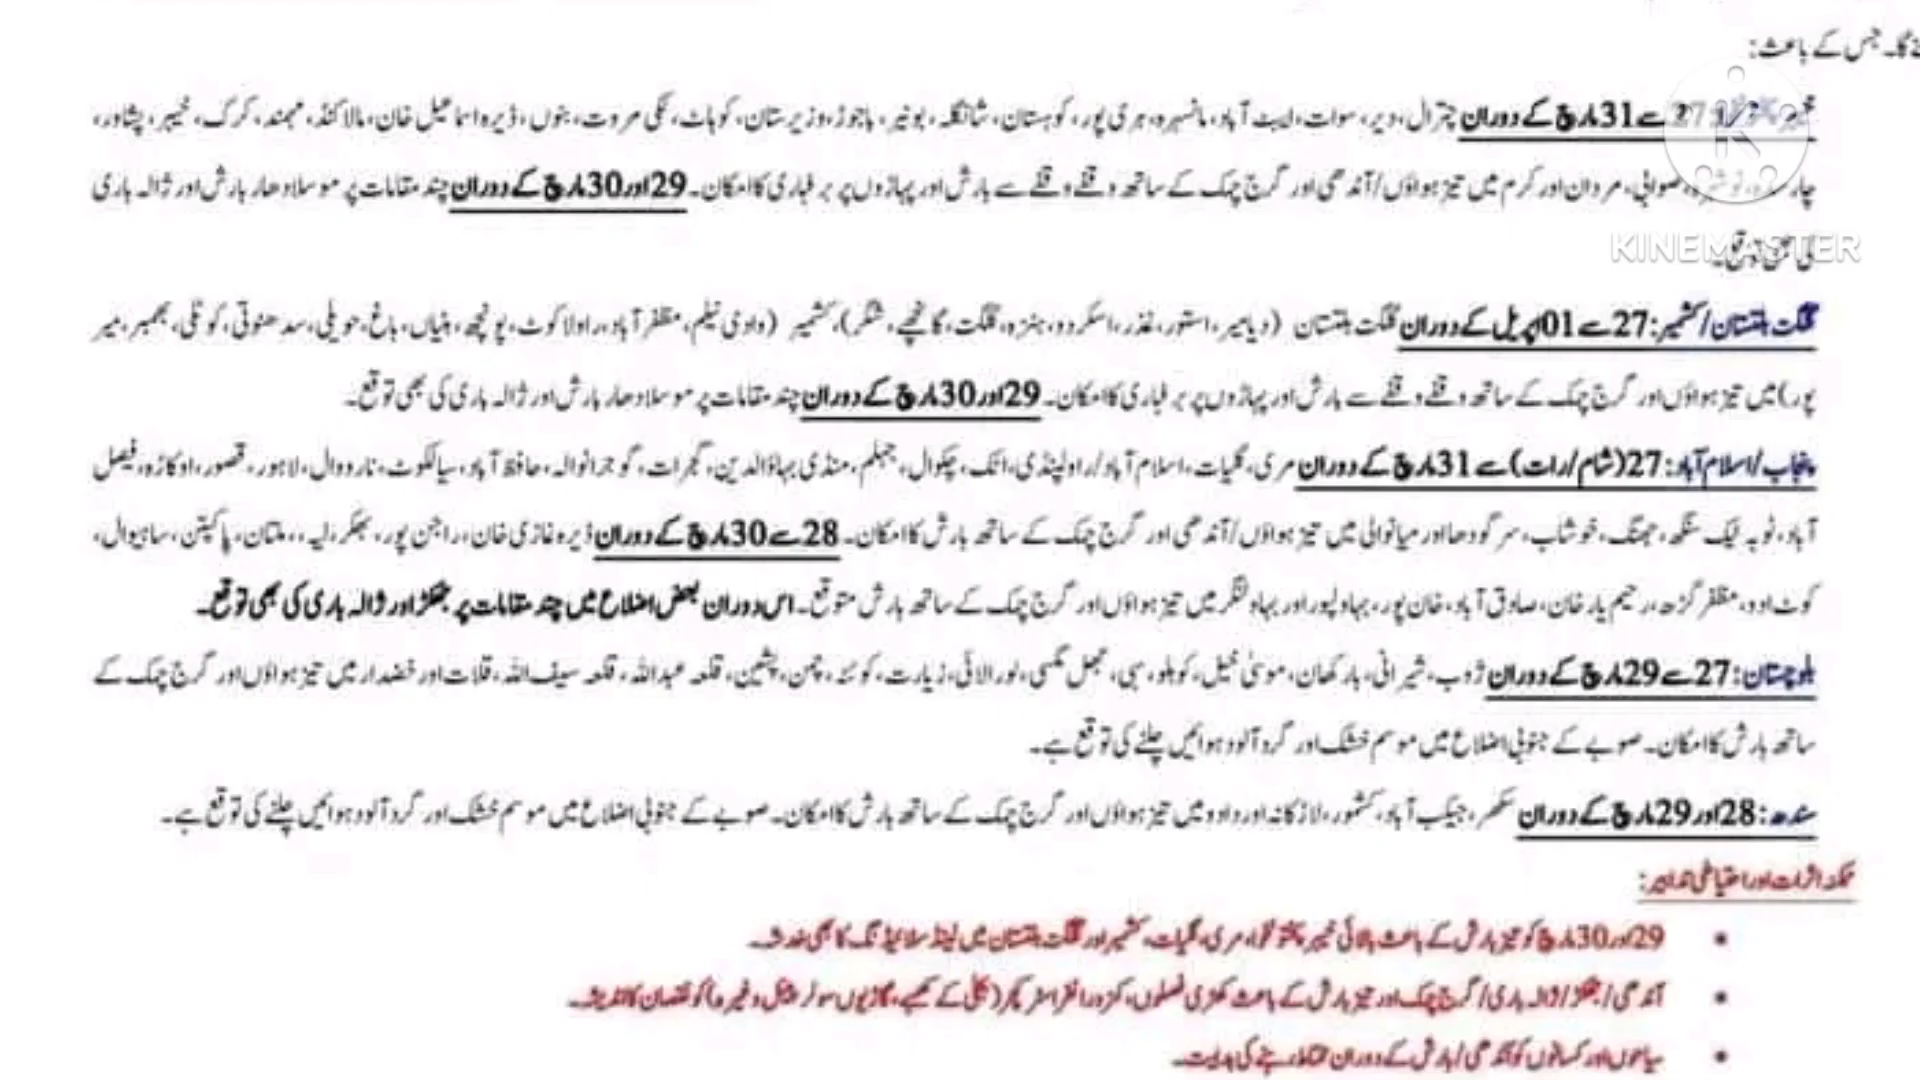 گا۔ جس کے باعث:
27 سے 31 مارچ کے دوران چترال، دیر، سوات، ایبٹ آباد، مانسہرہ، ہری پور، کوہستان، شانگلہ، بونیر، باجوڑ، وزیرستان، کوہاٹ، لکی مروت، بنوں، ڈیرہ اسماعیل خان، مالاکنڈ، مہمند، کرک، خیبر، پشاور،
صوابی، مردان اور کرم میں تیز ہواؤں/آندھی اور گرج چمک کے ساتھ وقفے وقفے سے بارش اور پہاڑوں پر برفباری کا امکان۔ 29 اور 30 مارچ کے دوران چند مقامات پر موسلادھار بارش اور ژالہ باری
کی بھی توقع۔
KINEMASTER
گلگت بلتستان/کشمیر: 27 سے 01 اپریل کے دوران گلگت بلتستان (دیامیر، استور، غذر، اسکردو، ہنزہ، گلگت، گانچھے، شگر)، کشمیر (وادی نیلم، مظفر آباد، راولاکوٹ، پونچھ، ہٹیاں، باغ، حویلی، سدھنوتی، کوٹلی، بھمبر، میر
پور) میں تیز ہواؤں اور گرج چمک کے ساتھ وقفے وقفے سے بارش اور پہاڑوں پر برفباری کا امکان۔ 29 اور 30 مارچ کے دوران چند مقامات پر موسلادھار بارش اور ژالہ باری کی بھی توقع۔
پنجاب/اسلام آباد: 27 (شام/رات) سے 31 مارچ کے دوران مری، گلیات، اسلام آباد/راولپنڈی، اٹک، چکوال، جہلم، منڈی بہاؤالدین، گجرات، گوجرانوالہ، حافظ آباد، سیالکوٹ، نارووال، لاہور، قصور، اوکاڑہ، فیصل
آباد، ٹوبہ ٹیک سنگھ، جھنگ، خوشاب، سرگودھا اور میانوالی میں تیز ہواؤں/آندھی اور گرج چمک کے ساتھ بارش کا امکان۔ 28 سے 30 مارچ کے دوران ڈیرہ غازی خان، راجن پور، بھکر، لیہ،، ملتان، پاکپتن، ساہیوال،
کوٹ ادو، مظفر گڑھ، رحیم یار خان، صادق آباد، خان پور، بہاولپور اور بہاولنگر میں تیز ہواؤں اور گرج چمک کے ساتھ بارش متوقع۔ اس دوران بعض اضلاع میں چند مقامات پر جھکڑ اور ژالہ باری کی بھی توقع۔
بلوچستان: 27 سے 29 مارچ کے دوران ژوب، شیرانی، بارکھان، موسیٰ خیل، کوہلو، سبی، جھل مگسی، لورالائی، زیارت، کوئٹہ، چمن، پشین، قلعہ عبداللہ، قلعہ سیف اللہ، قلات اور خضدار میں تیز ہواؤں اور گرج چمک کے
ساتھ بارش کا امکان۔ صوبے کے جنوبی اضلاع میں موسم خشک اور گرد آلود ہوائیں چلنے کی توقع ہے۔
سندھ: 28 اور 29 مارچ کے دوران سکھر، جیکب آباد، کشمور، لاڑکانہ اور دادو میں تیز ہواؤں اور گرج چمک کے ساتھ بارش کا امکان۔ صوبے کے جنوبی اضلاع میں موسم خشک اور گرد آلود ہوائیں چلنے کی توقع ہے۔
ممکنہ اثرات اور احتیاطی تدابیر:
• 29 اور 30 مارچ کو تیز بارش کے باعث بالائی خیبر پختونخوا، مری، گلیات، کشمیر اور گلگت بلتستان میں لینڈ سلائیڈنگ کا بھی خدشہ۔
• آندھی/جھکڑ/ژالہ باری/گرج چمک اور تیز بارش کے باعث کھڑی فصلوں، کمزور انفراسٹرکچر (بجلی کے کھمبے، گاڑیوں سولر پینل وغیرہ) کو نقصان کا اندیشہ۔
• سیاحوں اور کسانوں کو آندھی/بارش کے دوران محتاط رہنے کی ہدایت۔